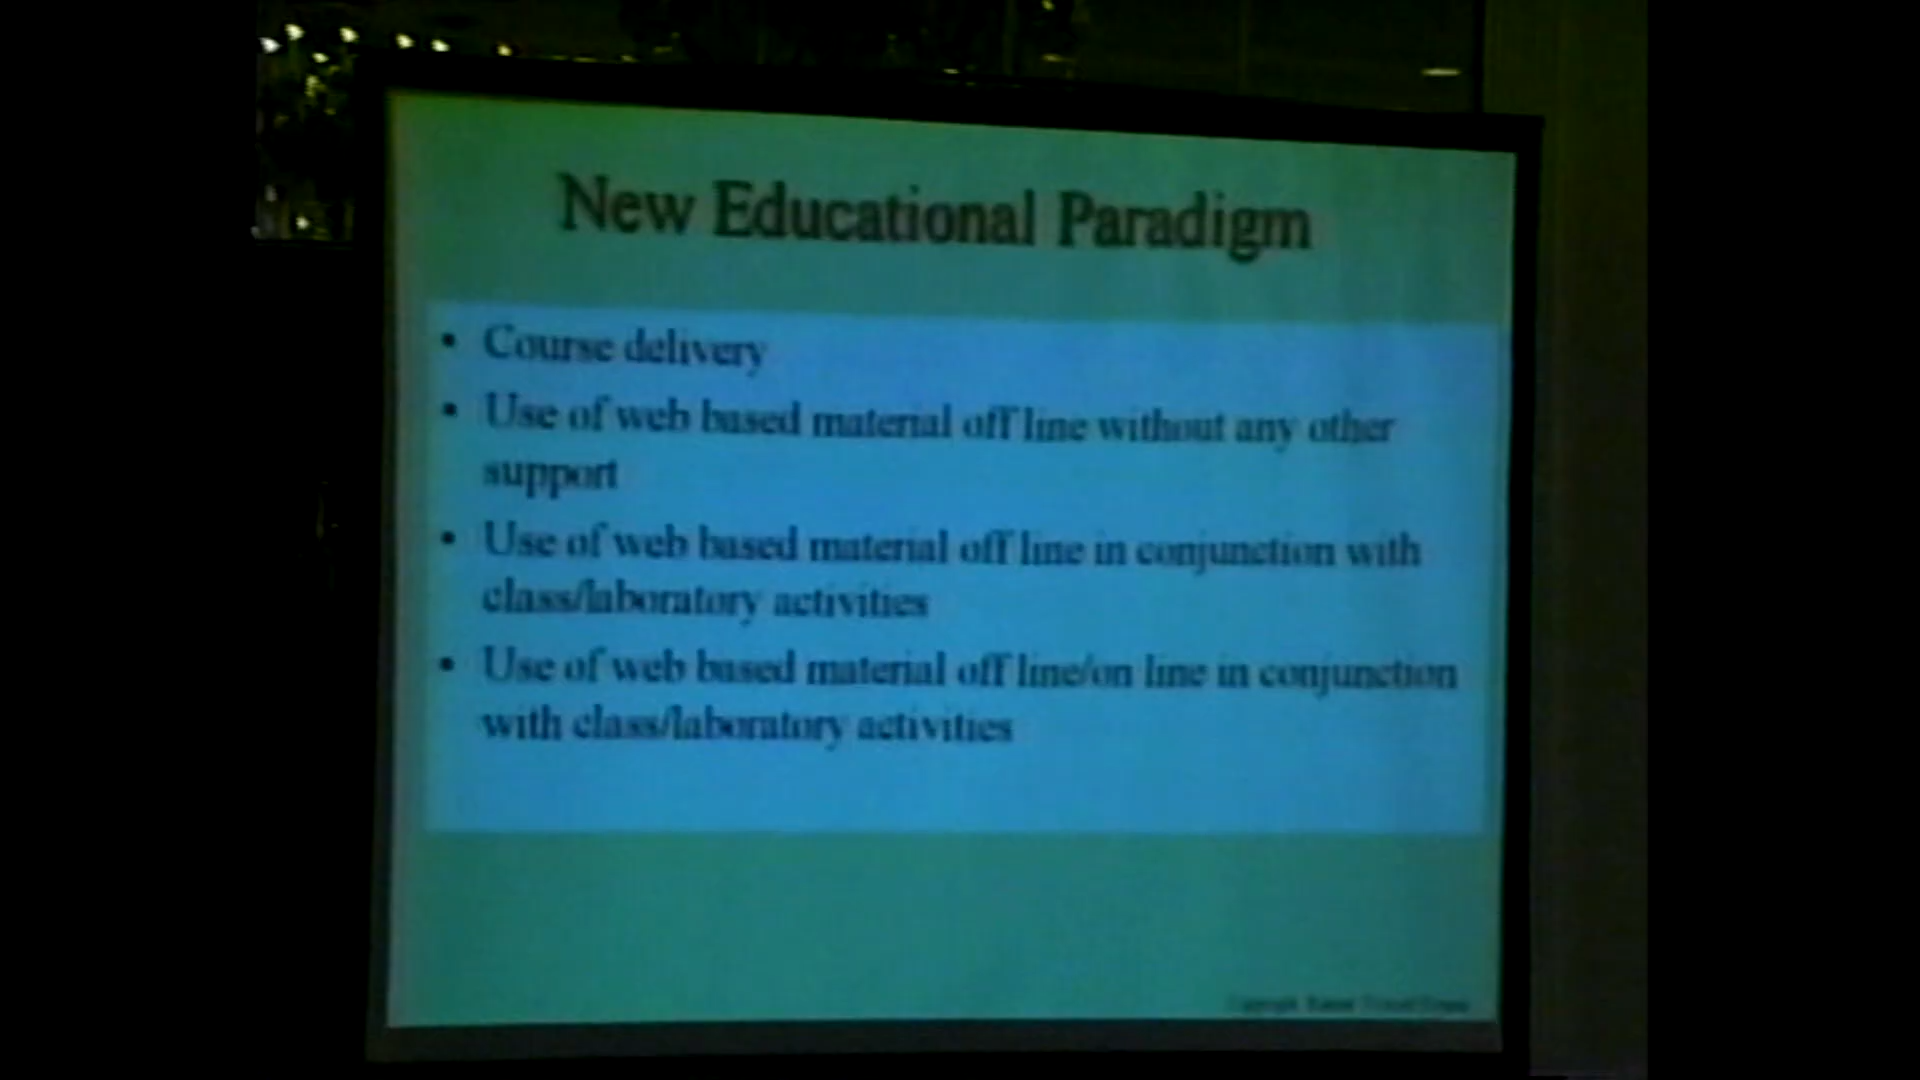 New Educational Paradigm
• Course delivery
• Use of web based material off line without any other
support
• Use of web based material off line in conjunction with
class/laboratory activities
• Use of web based material off line/on line in conjunction
with class/laboratory activities
Copyright